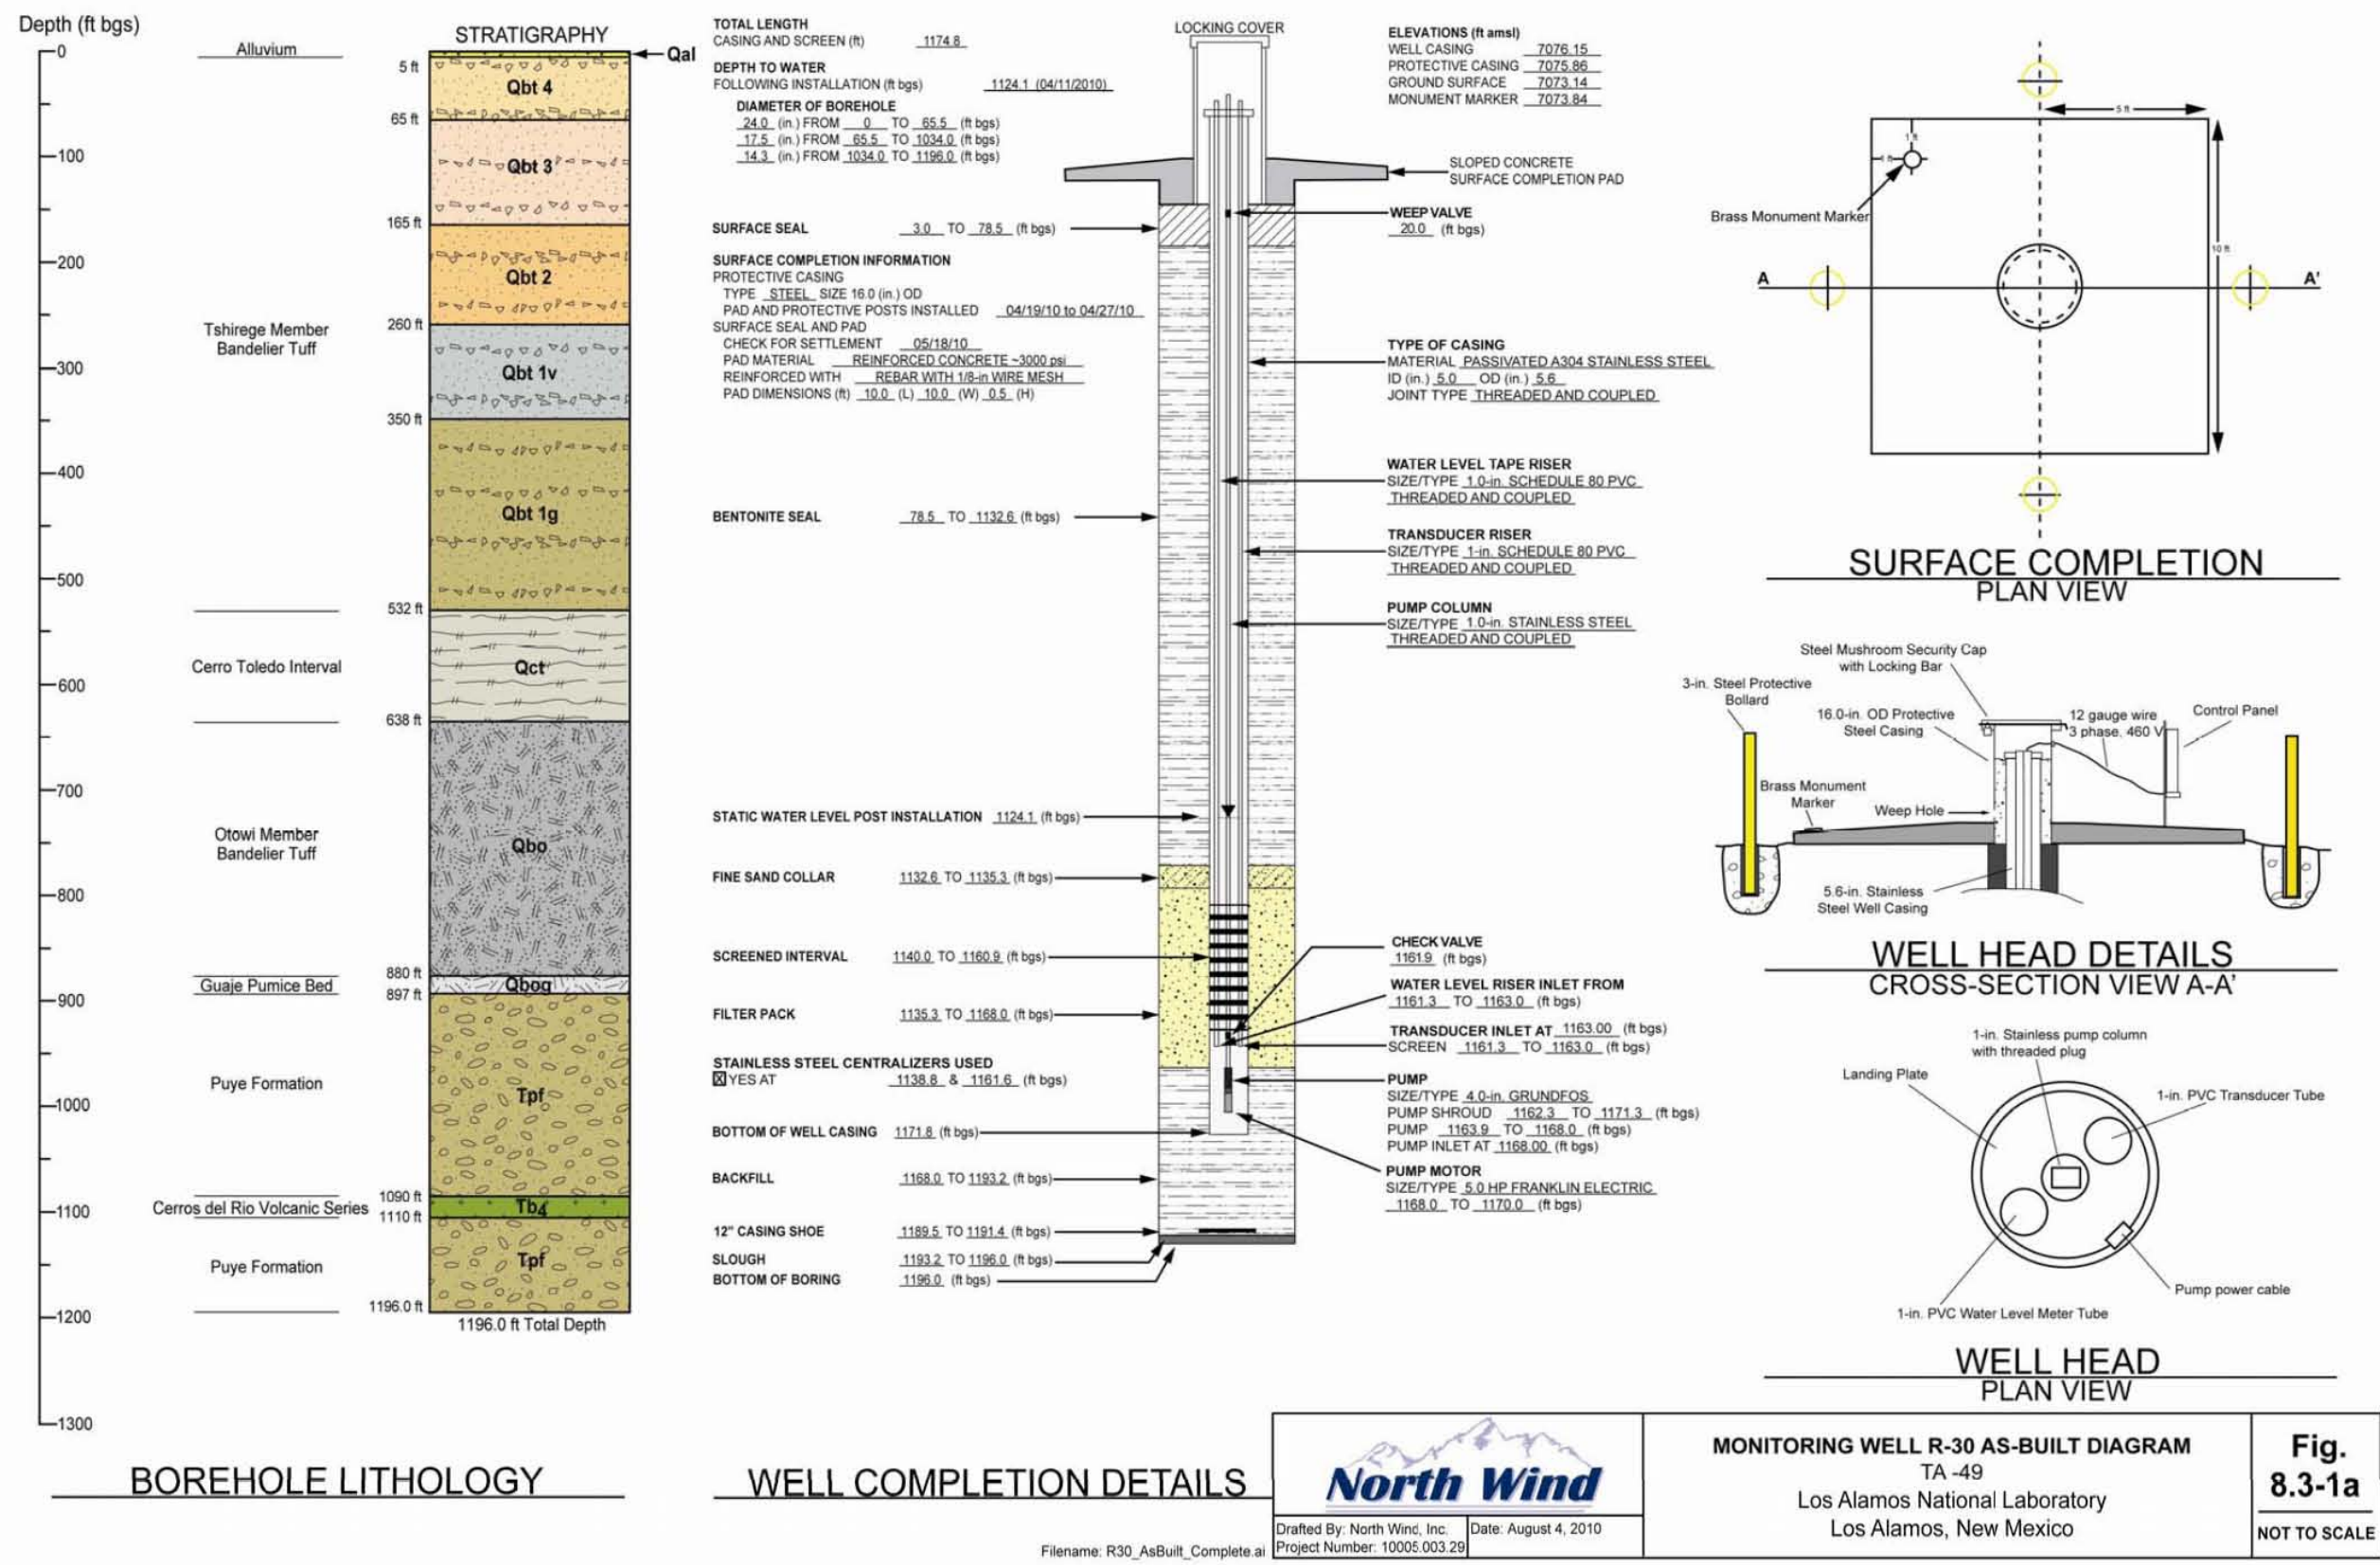 Depth (ft bgs)
0
100
200
300
400
500
600
700
800
900
1000
1100
1200
1300
Alluvium
Tshirege Member
Bandelier Tuff
Cerro Toledo Interval
Otowi Member
Bandelier Tuff
Guaje Pumice Bed
Puye Formation
Cerros del Rio Volcanic Series
Puye Formation
STRATIGRAPHY
Qal
5 ft
Qbt 4
65 ft
Qbt 3
165 ft
Qbt 2
260 ft
Qbt 1v
350 ft
Qbt 1g
532 ft
Qct
638 ft
Qbo
880 ft
Qbog
897 ft
Tpf
1090 ft
Tb4
1110 ft
Tpf
1196.0 ft
1196.0 ft Total Depth
BOREHOLE LITHOLOGY
TOTAL LENGTH
CASING AND SCREEN (ft) 1174.8
DEPTH TO WATER
FOLLOWING INSTALLATION (ft bgs) 1124.1 (04/11/2010)
DIAMETER OF BOREHOLE
24.0 (in.) FROM 0 TO 65.5 (ft bgs)
17.5 (in.) FROM 65.5 TO 1034.0 (ft bgs)
14.3 (in.) FROM 1034.0 TO 1196.0 (ft bgs)
SURFACE SEAL 3.0 TO 78.5 (ft bgs)
SURFACE COMPLETION INFORMATION
PROTECTIVE CASING
TYPE STEEL SIZE 16.0 (in.) OD
PAD AND PROTECTIVE POSTS INSTALLED 04/19/10 to 04/27/10
SURFACE SEAL AND PAD
CHECK FOR SETTLEMENT 05/18/10
PAD MATERIAL REINFORCED CONCRETE ~3000 psi
REINFORCED WITH REBAR WITH 1/8-in WIRE MESH
PAD DIMENSIONS (ft) 10.0 (L) 10.0 (W) 0.5 (H)
BENTONITE SEAL 78.5 TO 1132.6 (ft bgs)
STATIC WATER LEVEL POST INSTALLATION 1124.1 (ft bgs)
FINE SAND COLLAR 1132.6 TO 1135.3 (ft bgs)
SCREENED INTERVAL 1140.0 TO 1160.9 (ft bgs)
FILTER PACK 1135.3 TO 1168.0 (ft bgs)
STAINLESS STEEL CENTRALIZERS USED
☒ YES AT 1138.8 & 1161.6 (ft bgs)
BOTTOM OF WELL CASING 1171.8 (ft bgs)
BACKFILL 1168.0 TO 1193.2 (ft bgs)
12" CASING SHOE 1189.5 TO 1191.4 (ft bgs)
SLOUGH 1193.2 TO 1196.0 (ft bgs)
BOTTOM OF BORING 1196.0 (ft bgs)
LOCKING COVER
ELEVATIONS (ft amsl)
WELL CASING 7076.15
PROTECTIVE CASING 7075.86
GROUND SURFACE 7073.14
MONUMENT MARKER 7073.84
SLOPED CONCRETE
SURFACE COMPLETION PAD
WEEP VALVE
20.0 (ft bgs)
TYPE OF CASING
MATERIAL PASSIVATED A304 STAINLESS STEEL
ID (in.) 5.0 OD (in.) 5.6
JOINT TYPE THREADED AND COUPLED
WATER LEVEL TAPE RISER
SIZE/TYPE 1.0-in. SCHEDULE 80 PVC
THREADED AND COUPLED
TRANSDUCER RISER
SIZE/TYPE 1-in. SCHEDULE 80 PVC
THREADED AND COUPLED
PUMP COLUMN
SIZE/TYPE 1.0-in. STAINLESS STEEL
THREADED AND COUPLED
CHECK VALVE
1161.9 (ft bgs)
WATER LEVEL RISER INLET FROM
1161.3 TO 1163.0 (ft bgs)
TRANSDUCER INLET AT 1163.00 (ft bgs)
SCREEN 1161.3 TO 1163.0 (ft bgs)
PUMP
SIZE/TYPE 4.0-in. GRUNDFOS
PUMP SHROUD 1162.3 TO 1171.3 (ft bgs)
PUMP 1163.9 TO 1168.0 (ft bgs)
PUMP INLET AT 1168.00 (ft bgs)
PUMP MOTOR
SIZE/TYPE 5.0 HP FRANKLIN ELECTRIC
1168.0 TO 1170.0 (ft bgs)
WELL COMPLETION DETAILS
5 ft
1 ft
1 ft
10 ft
Brass Monument Marker
A
A'
SURFACE COMPLETION
PLAN VIEW
Steel Mushroom Security Cap
with Locking Bar
3-in. Steel Protective
Bollard
16.0-in. OD Protective
Steel Casing
12 gauge wire
3 phase, 460 V
Control Panel
Brass Monument
Marker
Weep Hole
5.6-in. Stainless
Steel Well Casing
WELL HEAD DETAILS
CROSS-SECTION VIEW A-A'
1-in. Stainless pump column
with threaded plug
Landing Plate
1-in. PVC Transducer Tube
Pump power cable
1-in. PVC Water Level Meter Tube
WELL HEAD
PLAN VIEW
North Wind
Drafted By: North Wind, Inc.
Date: August 4, 2010
Project Number: 10005.003.29
Filename: R30_AsBuilt_Complete.ai
MONITORING WELL R-30 AS-BUILT DIAGRAM
TA -49
Los Alamos National Laboratory
Los Alamos, New Mexico
Fig.
8.3-1a
NOT TO SCALE